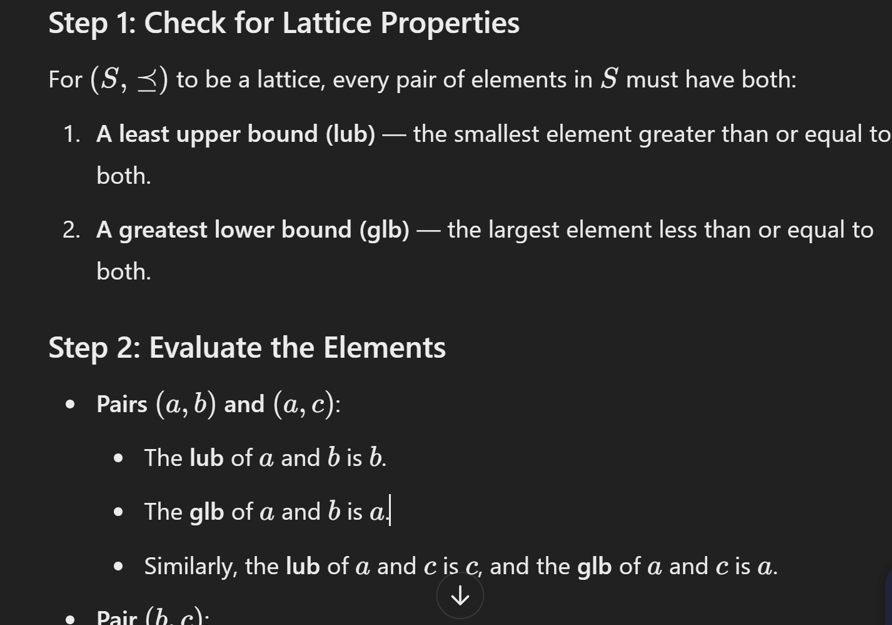 Step 1: Check for Lattice Properties
For (S, ⪯) to be a lattice, every pair of elements in S must have both:
1. A least upper bound (lub) — the smallest element greater than or equal to
both.
2. A greatest lower bound (glb) — the largest element less than or equal to
both.
Step 2: Evaluate the Elements
• Pairs (a, b) and (a, c):
• The lub of a and b is b.
• The glb of a and b is a.
• Similarly, the lub of a and c is c, and the glb of a and c is a.
• Pair (b, c):